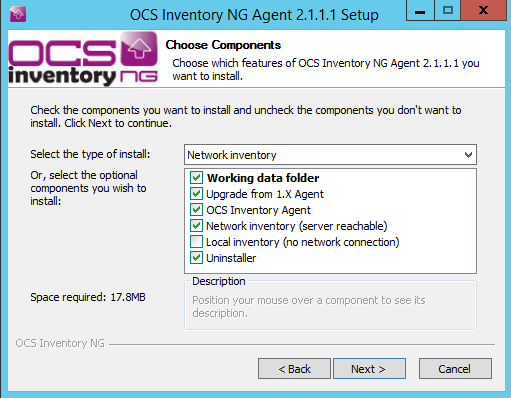 OCS Inventory NG Agent 2.1.1.1 Setup
OCS
inventory NG
Choose Components
Choose which features of OCS Inventory NG Agent 2.1.1.1 you
want to install.
Check the components you want to install and uncheck the components you don't want to
install. Click Next to continue.
Select the type of install:
Network inventory
Or, select the optional
components you wish to
install:
Working data folder
Upgrade from 1.X Agent
OCS Inventory Agent
Network inventory (server reachable)
Local inventory (no network connection)
Uninstaller
Space required: 17.8MB
Description
Position your mouse over a component to see its
description.
OCS Inventory NG
< Back
Next >
Cancel